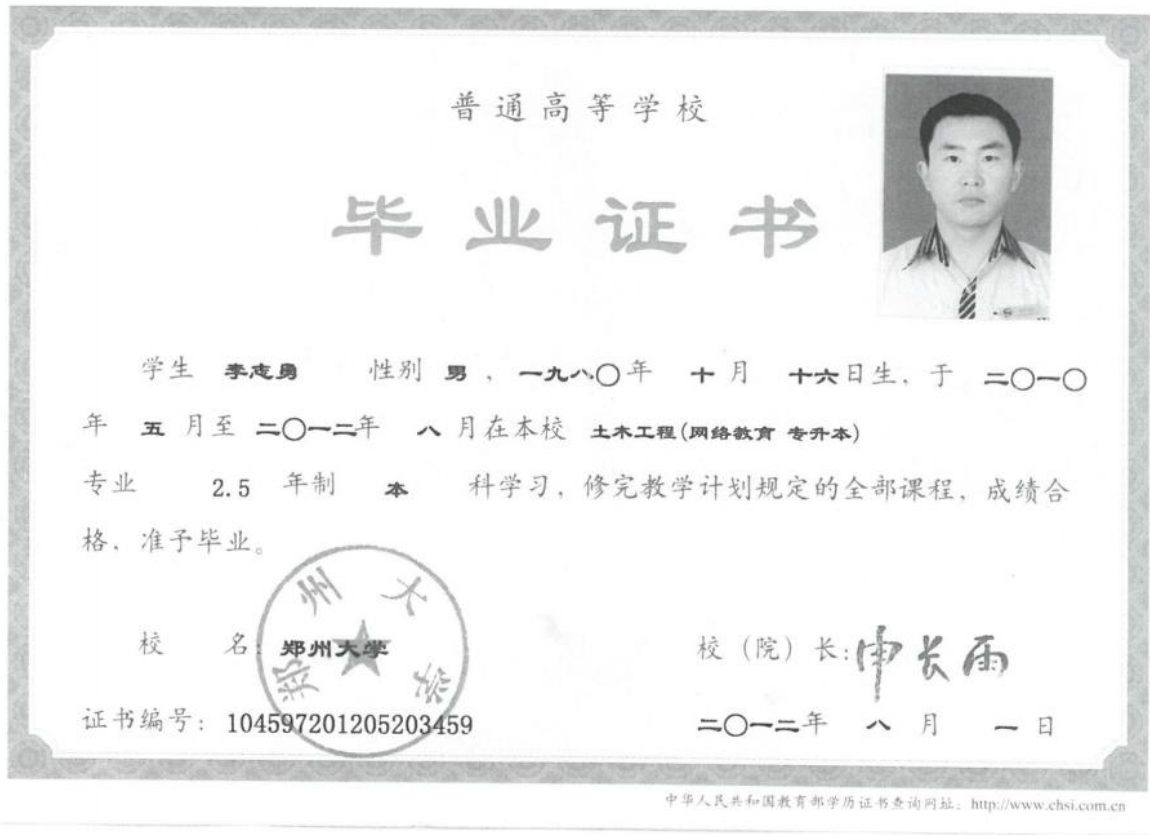 普通高等学校
毕业证书
学生 李志勇 性别 男，一九八〇年 十月 十六日生，于 二〇一〇
年 五 月至 二〇一二年 八 月在本校 土木工程(网络教育 专升本)
专业 2.5 年制 本 科学习，修完教学计划规定的全部课程，成绩合
格，准予毕业。
郑州大学
校 名：郑州大学 校（院）长：申长雨
证书编号：104597201205203459 二〇一二年 八 月 一 日
中华人民共和国教育部学历证书查询网址：http://www.chsi.com.cn